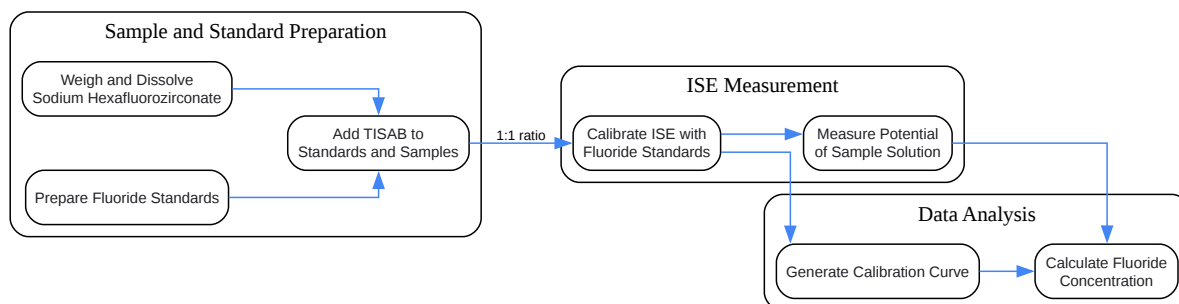 Sample and Standard Preparation
Weigh and Dissolve
Sodium Hexafluorozirconate
Add TISAB to
Standards and Samples
Prepare Fluoride Standards
1:1 ratio
ISE Measurement
Calibrate ISE with
Fluoride Standards
Measure Potential
of Sample Solution
Data Analysis
Generate Calibration Curve
Calculate Fluoride
Concentration